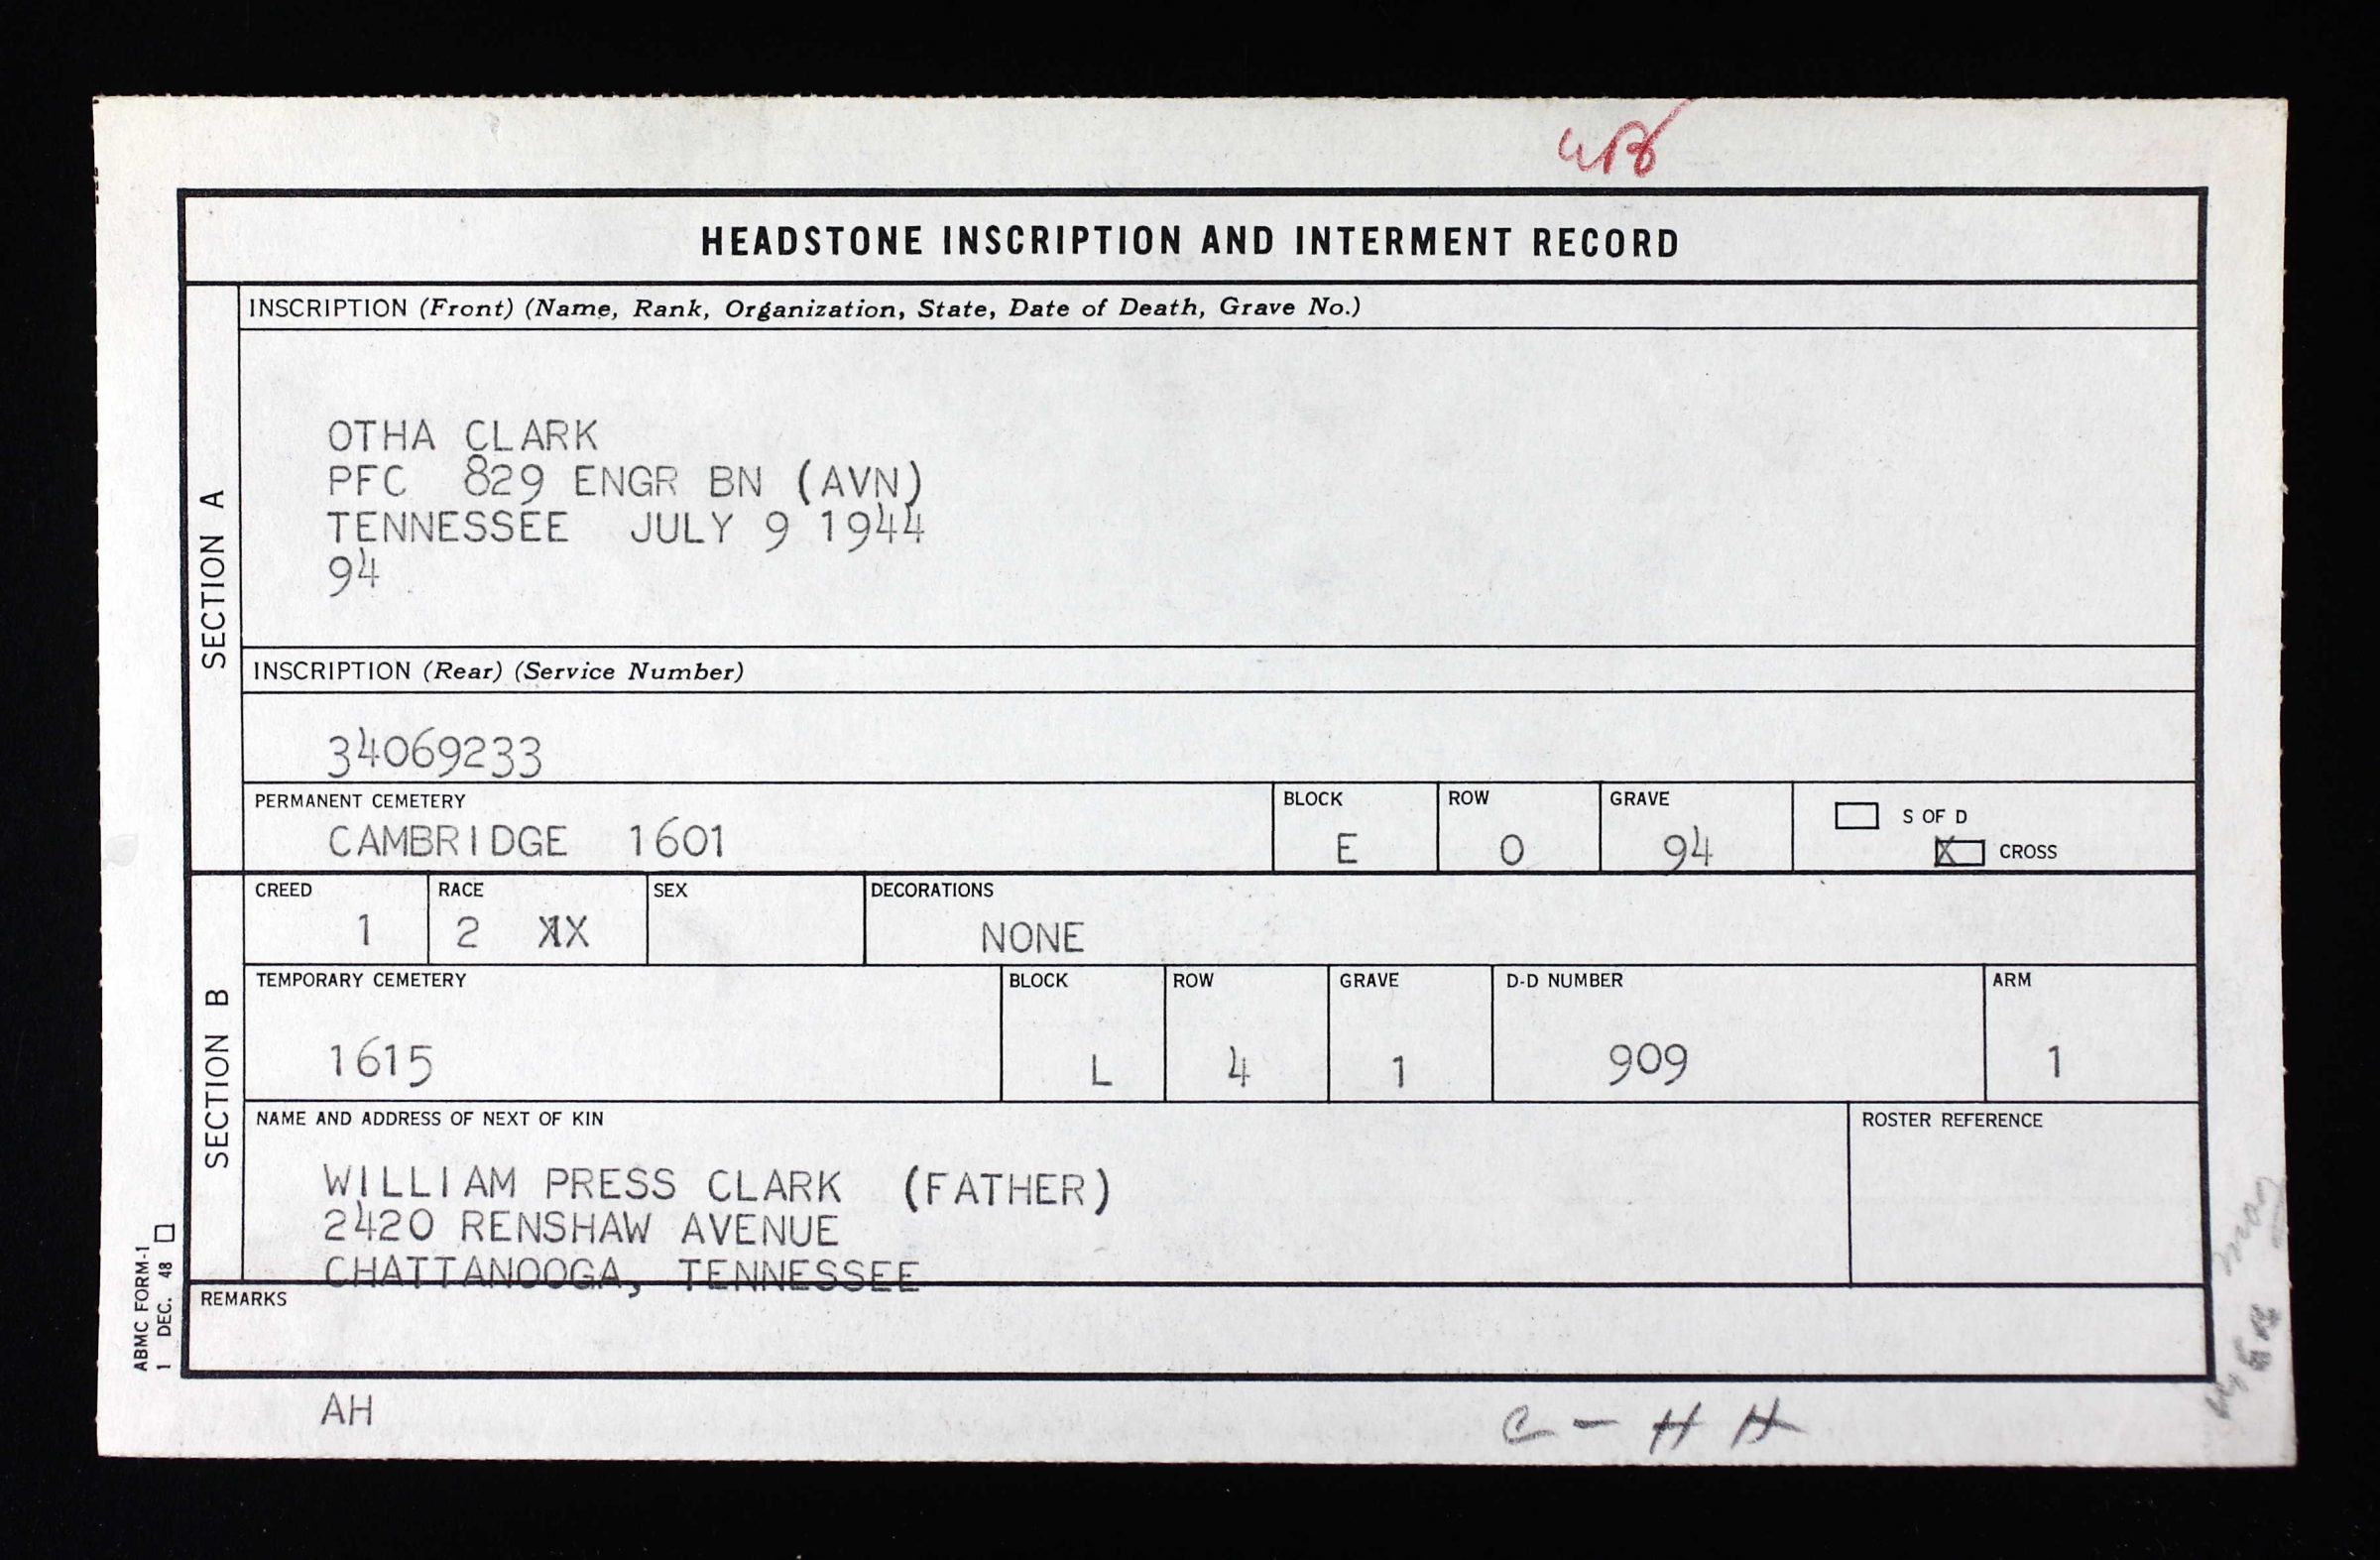 HEADSTONE INSCRIPTION AND INTERMENT RECORD
SECTION A
INSCRIPTION (Front) (Name, Rank, Organization, State, Date of Death, Grave No.)
OTHA CLARK
PFC 829 ENGR BN (AVN)
TENNESSEE JULY 9 1944
94
INSCRIPTION (Rear) (Service Number)
34069233
PERMANENT CEMETERY BLOCK ROW GRAVE S OF D
CAMBRIDGE 1601 E 0 94 X CROSS
SECTION B
CREED RACE SEX DECORATIONS
1 2 XX NONE
TEMPORARY CEMETERY BLOCK ROW GRAVE D-D NUMBER ARM
1615 L 4 1 909 1
NAME AND ADDRESS OF NEXT OF KIN ROSTER REFERENCE
WILLIAM PRESS CLARK (FATHER)
2420 RENSHAW AVENUE
CHATTANOOGA, TENNESSEE
REMARKS
ABMC FORM-1
1 DEC. 48
AH
C - H H